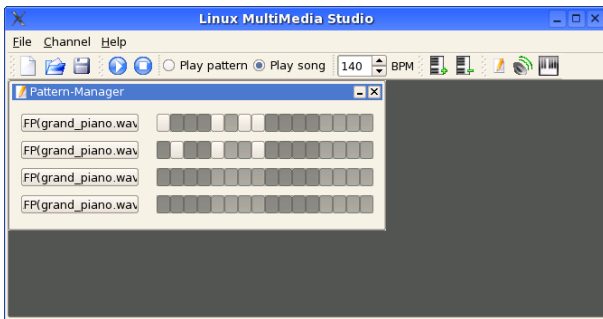 Linux MultiMedia Studio
File Channel Help
Play pattern Play song 140 BPM
Pattern-Manager
FP(grand_piano.wav
FP(grand_piano.wav
FP(grand_piano.wav
FP(grand_piano.wav